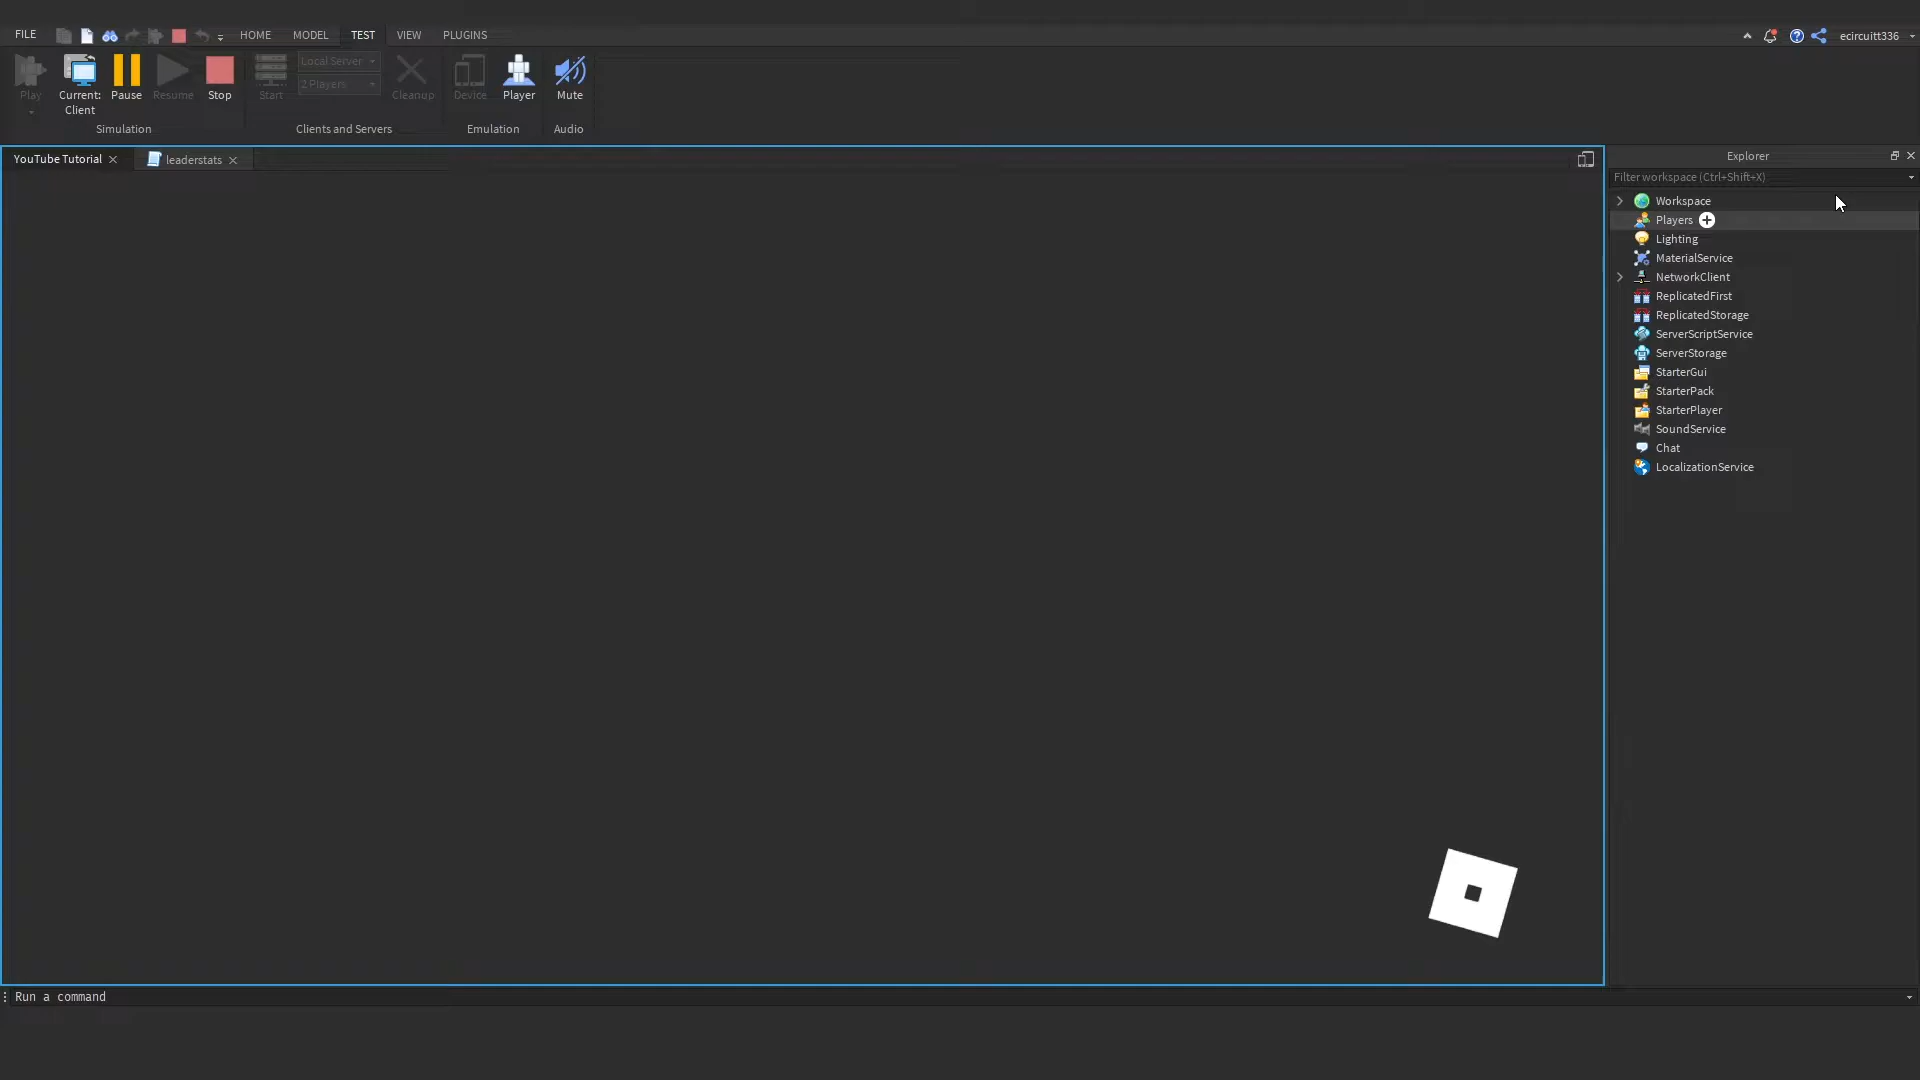 FILE HOME MODEL TEST VIEW PLUGINS ecircuitt336
Play Current: Client Pause Resume Stop Start Local Server 2 Players Cleanup Device Player Mute
Simulation Clients and Servers Emulation Audio
YouTube Tutorial leaderstats
Explorer
Filter workspace (Ctrl+Shift+X)
Workspace
Players
Lighting
MaterialService
NetworkClient
ReplicatedFirst
ReplicatedStorage
ServerScriptService
ServerStorage
StarterGui
StarterPack
StarterPlayer
SoundService
Chat
LocalizationService
Run a command